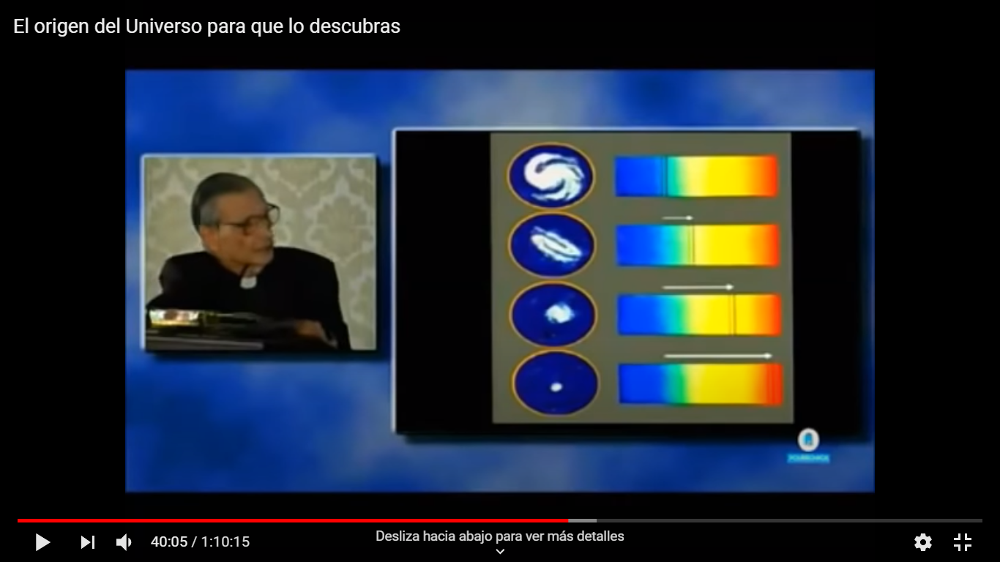 El origen del Universo para que lo descubras
POLITECNICA
40:05 / 1:10:15
Desliza hacia abajo para ver más detalles